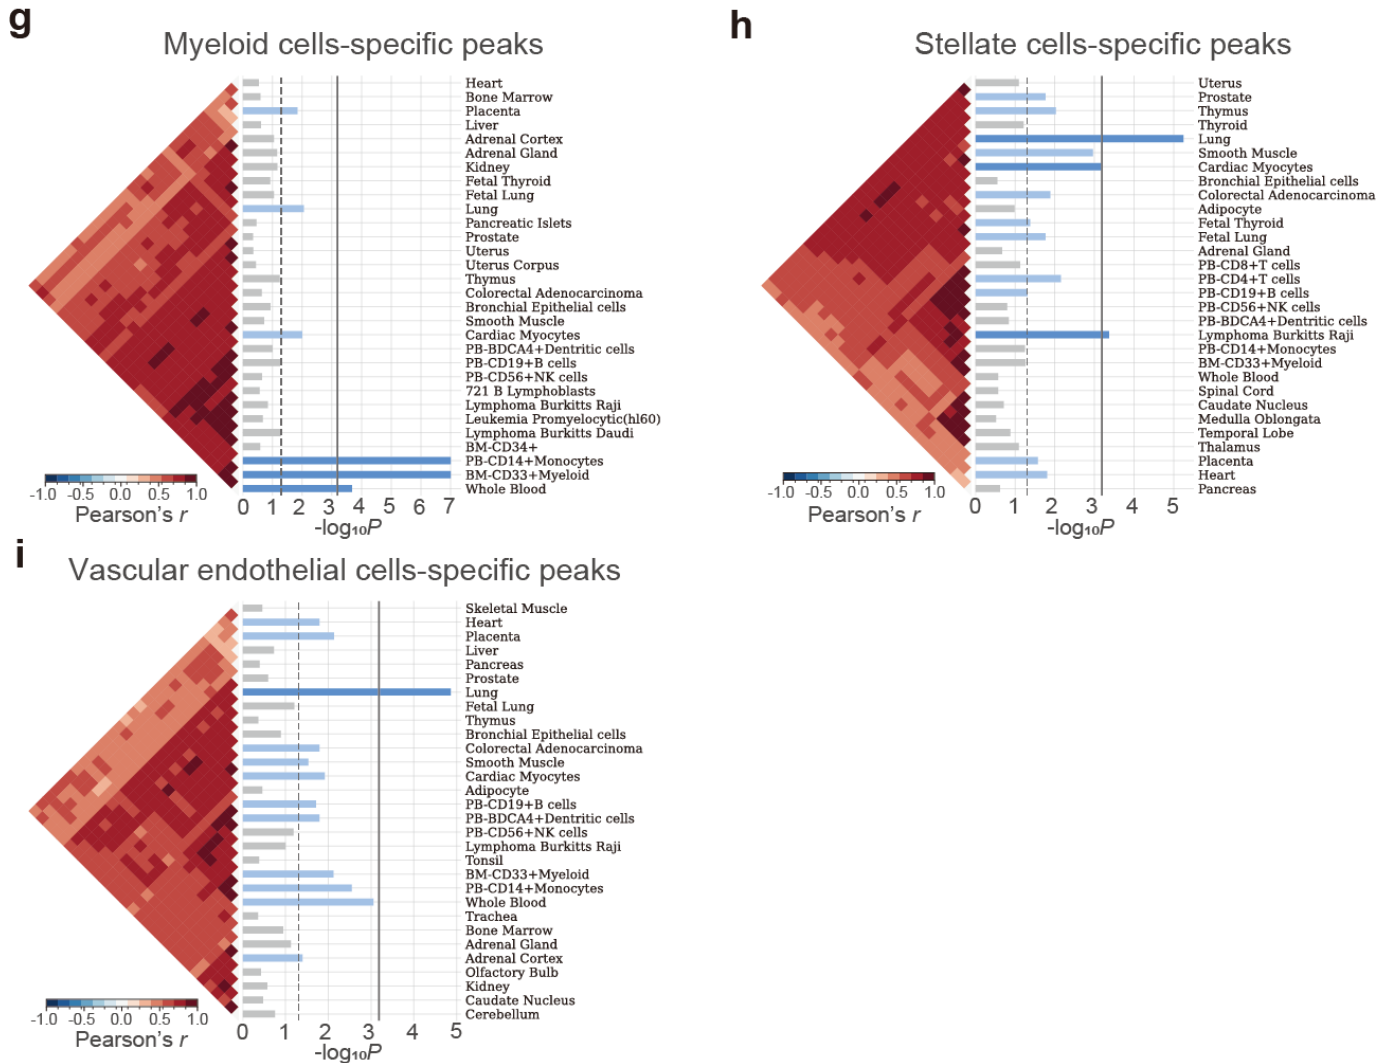 g
Myeloid cells-specific peaks
Heart
Bone Marrow
Placenta
Liver
Adrenal Cortex
Adrenal Gland
Kidney
Fetal Thyroid
Fetal Lung
Lung
Pancreatic Islets
Prostate
Uterus
Uterus Corpus
Thymus
Colorectal Adenocarcinoma
Bronchial Epithelial cells
Smooth Muscle
Cardiac Myocytes
PB-BDCA4+Dentritic cells
PB-CD19+B cells
PB-CD56+NK cells
721 B Lymphoblasts
Lymphoma Burkitts Raji
Leukemia Promyelocytic(hl60)
Lymphoma Burkitts Daudi
BM-CD34+
PB-CD14+Monocytes
BM-CD33+Myeloid
Whole Blood
-1.0 -0.5 0.0 0.5 1.0
Pearson's r
0 1 2 3 4 5 6 7
-log₁₀P
h
Stellate cells-specific peaks
Uterus
Prostate
Thymus
Thyroid
Lung
Smooth Muscle
Cardiac Myocytes
Bronchial Epithelial cells
Colorectal Adenocarcinoma
Adipocyte
Fetal Thyroid
Fetal Lung
Adrenal Gland
PB-CD8+T cells
PB-CD4+T cells
PB-CD19+B cells
PB-CD56+NK cells
PB-BDCA4+Dentritic cells
Lymphoma Burkitts Raji
PB-CD14+Monocytes
BM-CD33+Myeloid
Whole Blood
Spinal Cord
Caudate Nucleus
Medulla Oblongata
Temporal Lobe
Thalamus
Placenta
Heart
Pancreas
-1.0 -0.5 0.0 0.5 1.0
Pearson's r
0 1 2 3 4 5
-log₁₀P
i
Vascular endothelial cells-specific peaks
Skeletal Muscle
Heart
Placenta
Liver
Pancreas
Prostate
Lung
Fetal Lung
Thymus
Bronchial Epithelial cells
Colorectal Adenocarcinoma
Smooth Muscle
Cardiac Myocytes
Adipocyte
PB-CD19+B cells
PB-BDCA4+Dentritic cells
PB-CD56+NK cells
Lymphoma Burkitts Raji
Tonsil
BM-CD33+Myeloid
PB-CD14+Monocytes
Whole Blood
Trachea
Bone Marrow
Adrenal Gland
Adrenal Cortex
Olfactory Bulb
Kidney
Caudate Nucleus
Cerebellum
-1.0 -0.5 0.0 0.5 1.0
Pearson's r
0 1 2 3 4 5
-log₁₀P